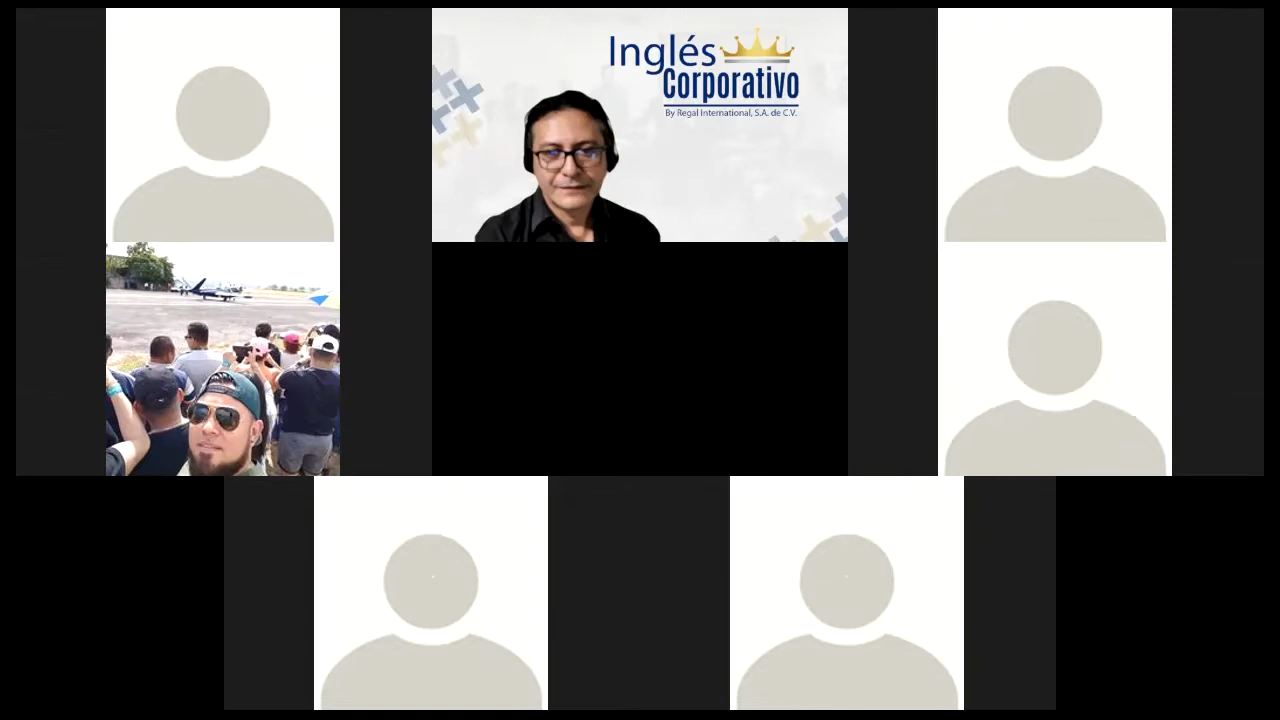 Inglés
Corporativo
By Regal International, S.A. de C.V.